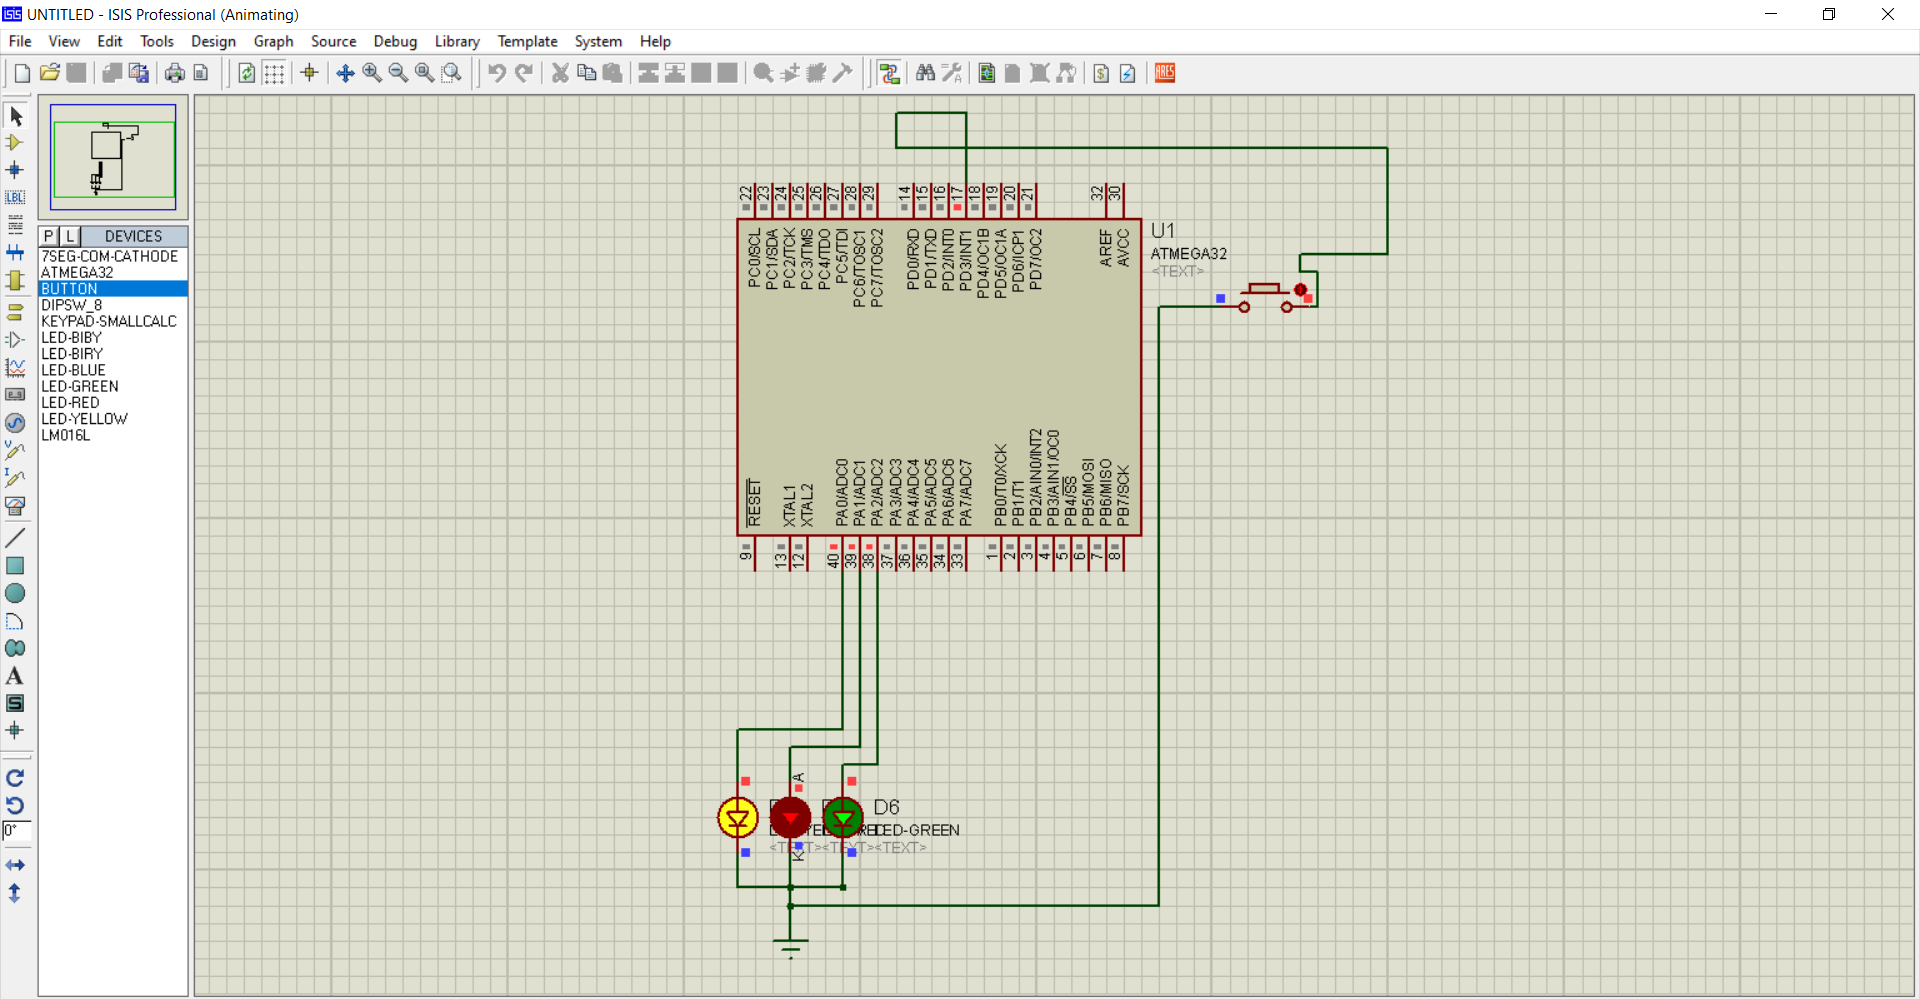 UNTITLED - ISIS Professional (Animating)
File View Edit Tools Design Graph Source Debug Library Template System Help
LBL
A
S
0°
P L DEVICES
7SEG-COM-CATHODE
ATMEGA32
BUTTON
DIPSW_8
KEYPAD-SMALLCALC
LED-BIBY
LED-BIRY
LED-BLUE
LED-GREEN
LED-RED
LED-YELLOW
LM016L
22 23 24 25 26 27 28 29 14 15 16 17 18 19 20 21 32 30
PC0/SCL
PC1/SDA
PC2/TCK
PC3/TMS
PC4/TDO
PC5/TDI
PC6/TOSC1
PC7/TOSC2
PD0/RXD
PD1/TXD
PD2/INT0
PD3/INT1
PD4/OC1B
PD5/OC1A
PD6/ICP1
PD7/OC2
AREF
AVCC
U1
ATMEGA32
<TEXT>
RESET
XTAL1
XTAL2
PA0/ADC0
PA1/ADC1
PA2/ADC2
PA3/ADC3
PA4/ADC4
PA5/ADC5
PA6/ADC6
PA7/ADC7
PB0/T0/XCK
PB1/T1
PB2/AIN0/INT2
PB3/AIN1/OC0
PB4/SS
PB5/MOSI
PB6/MISO
PB7/SCK
9 13 12 40 39 38 37 36 35 34 33 1 2 3 4 5 6 7 8
A
D6
LED-GREEN
<TEXT><TEXT><TEXT>
K